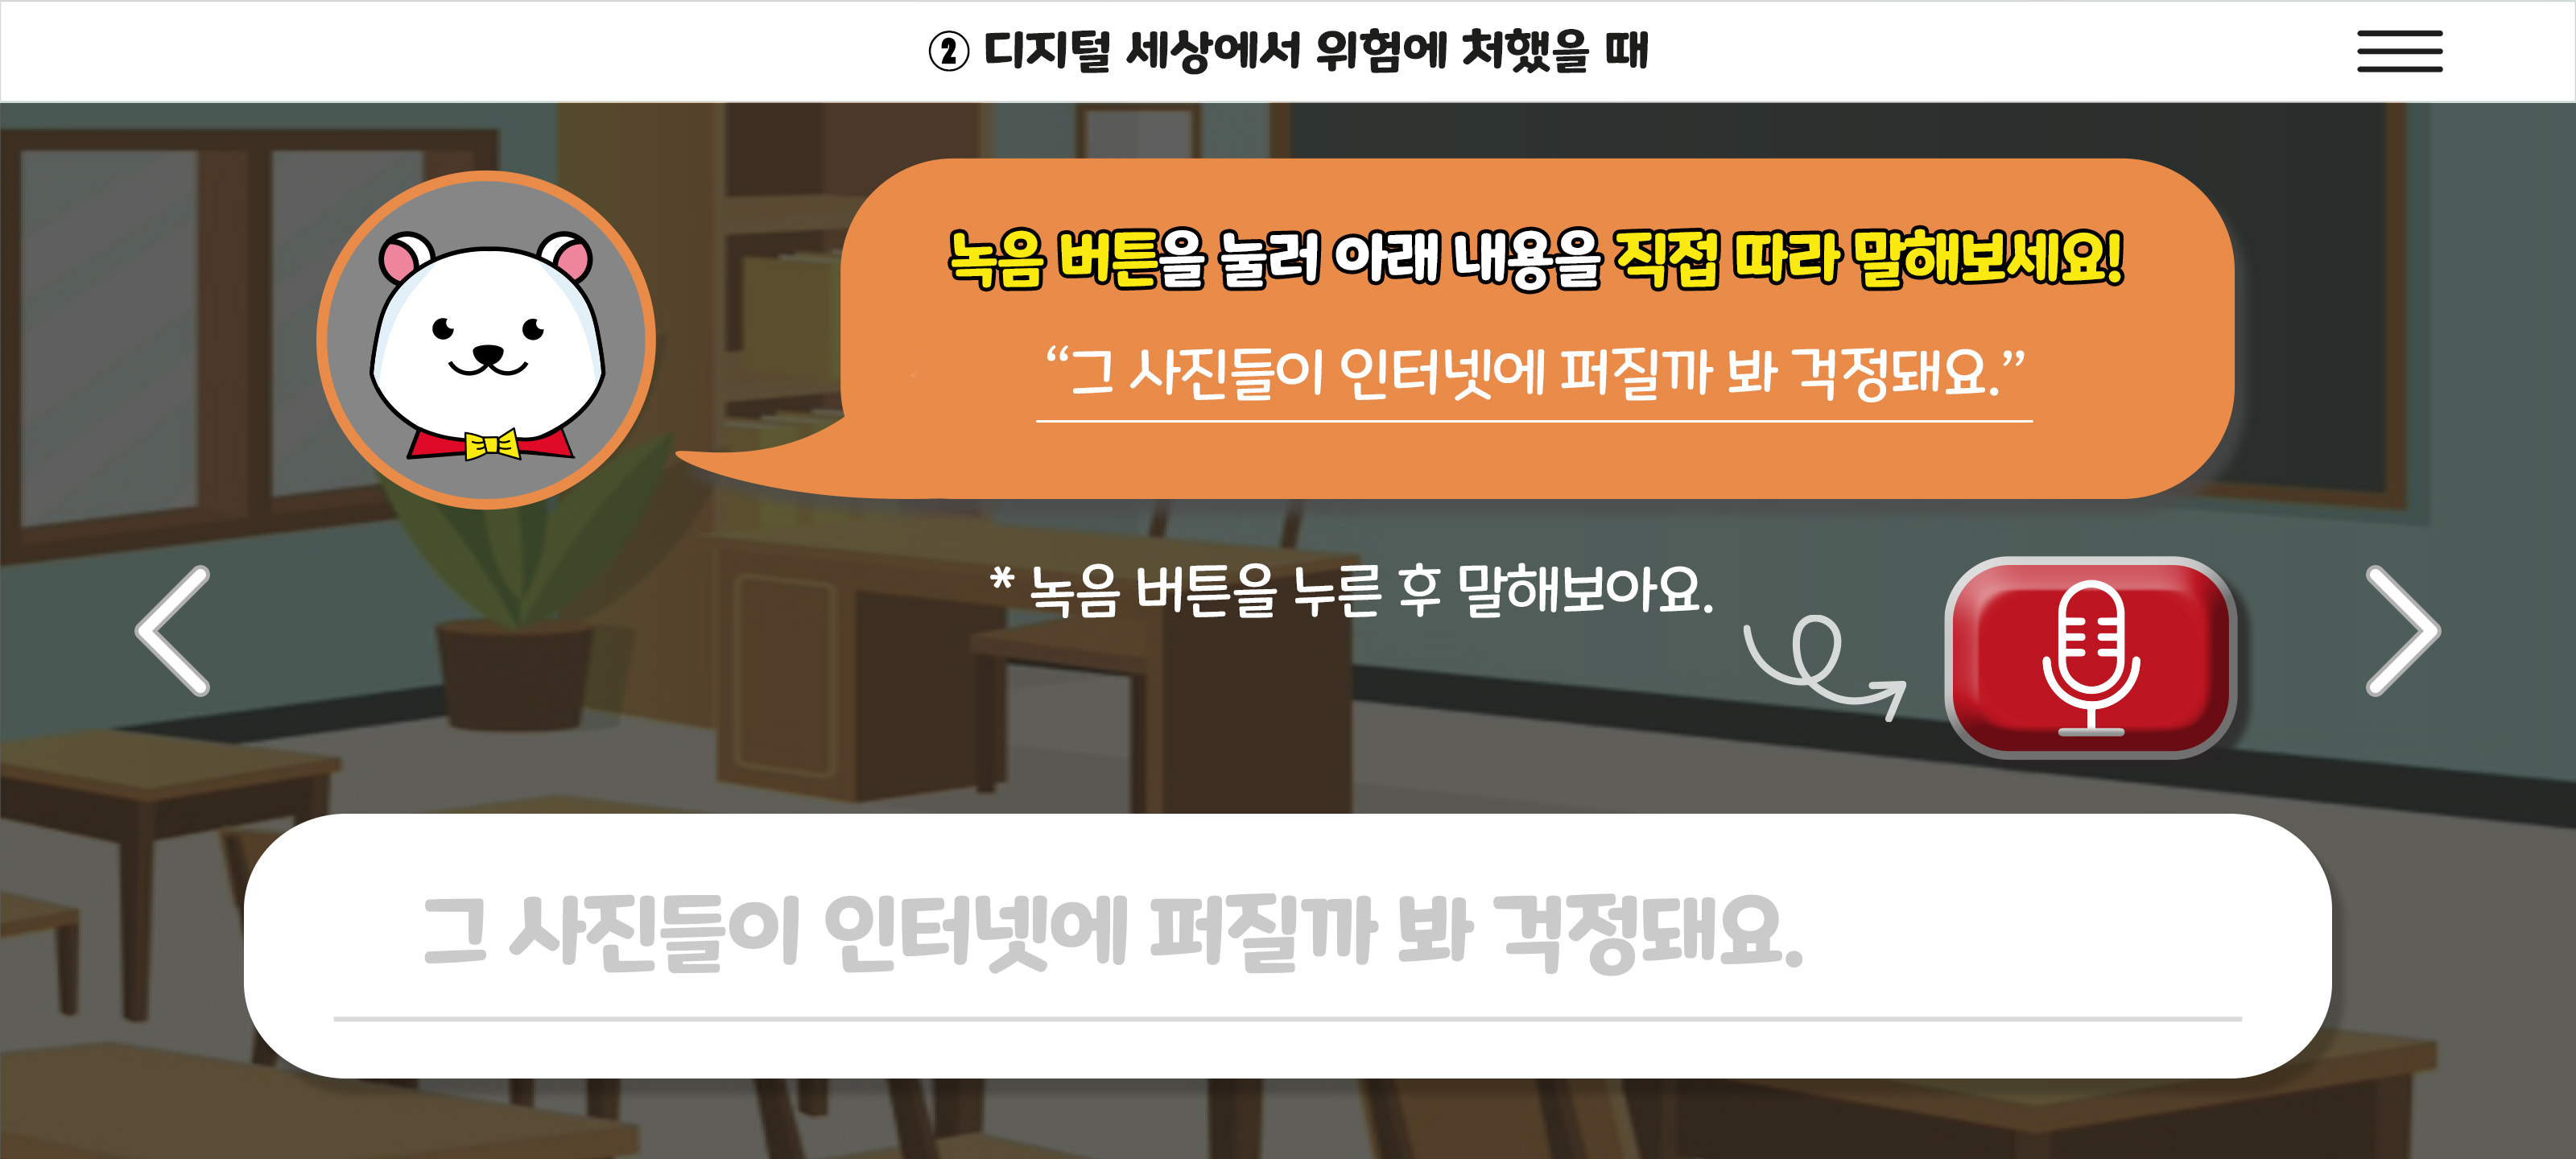 ② 디지털 세상에서 위험에 처했을 때
녹음 버튼을 눌러 아래 내용을 직접 따라 말해보세요!
“그 사진들이 인터넷에 퍼질까 봐 걱정돼요.”
* 녹음 버튼을 누른 후 말해보아요.
그 사진들이 인터넷에 퍼질까 봐 걱정돼요.